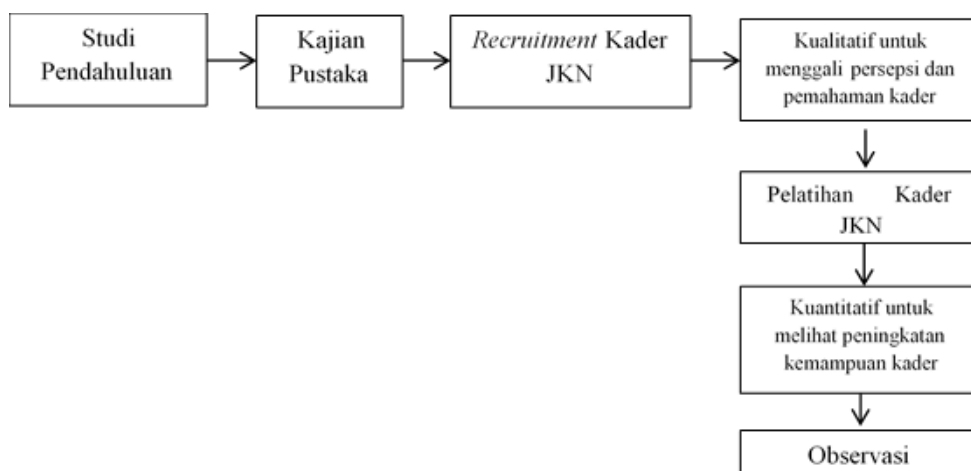 Studi
Pendahuluan
Kajian
Pustaka
Recruitment Kader
JKN
Kualitatif untuk
menggali persepsi dan
pemahaman kader
Pelatihan Kader
JKN
Kuantitatif untuk
melihat peningkatan
kemampuan kader
Observasi